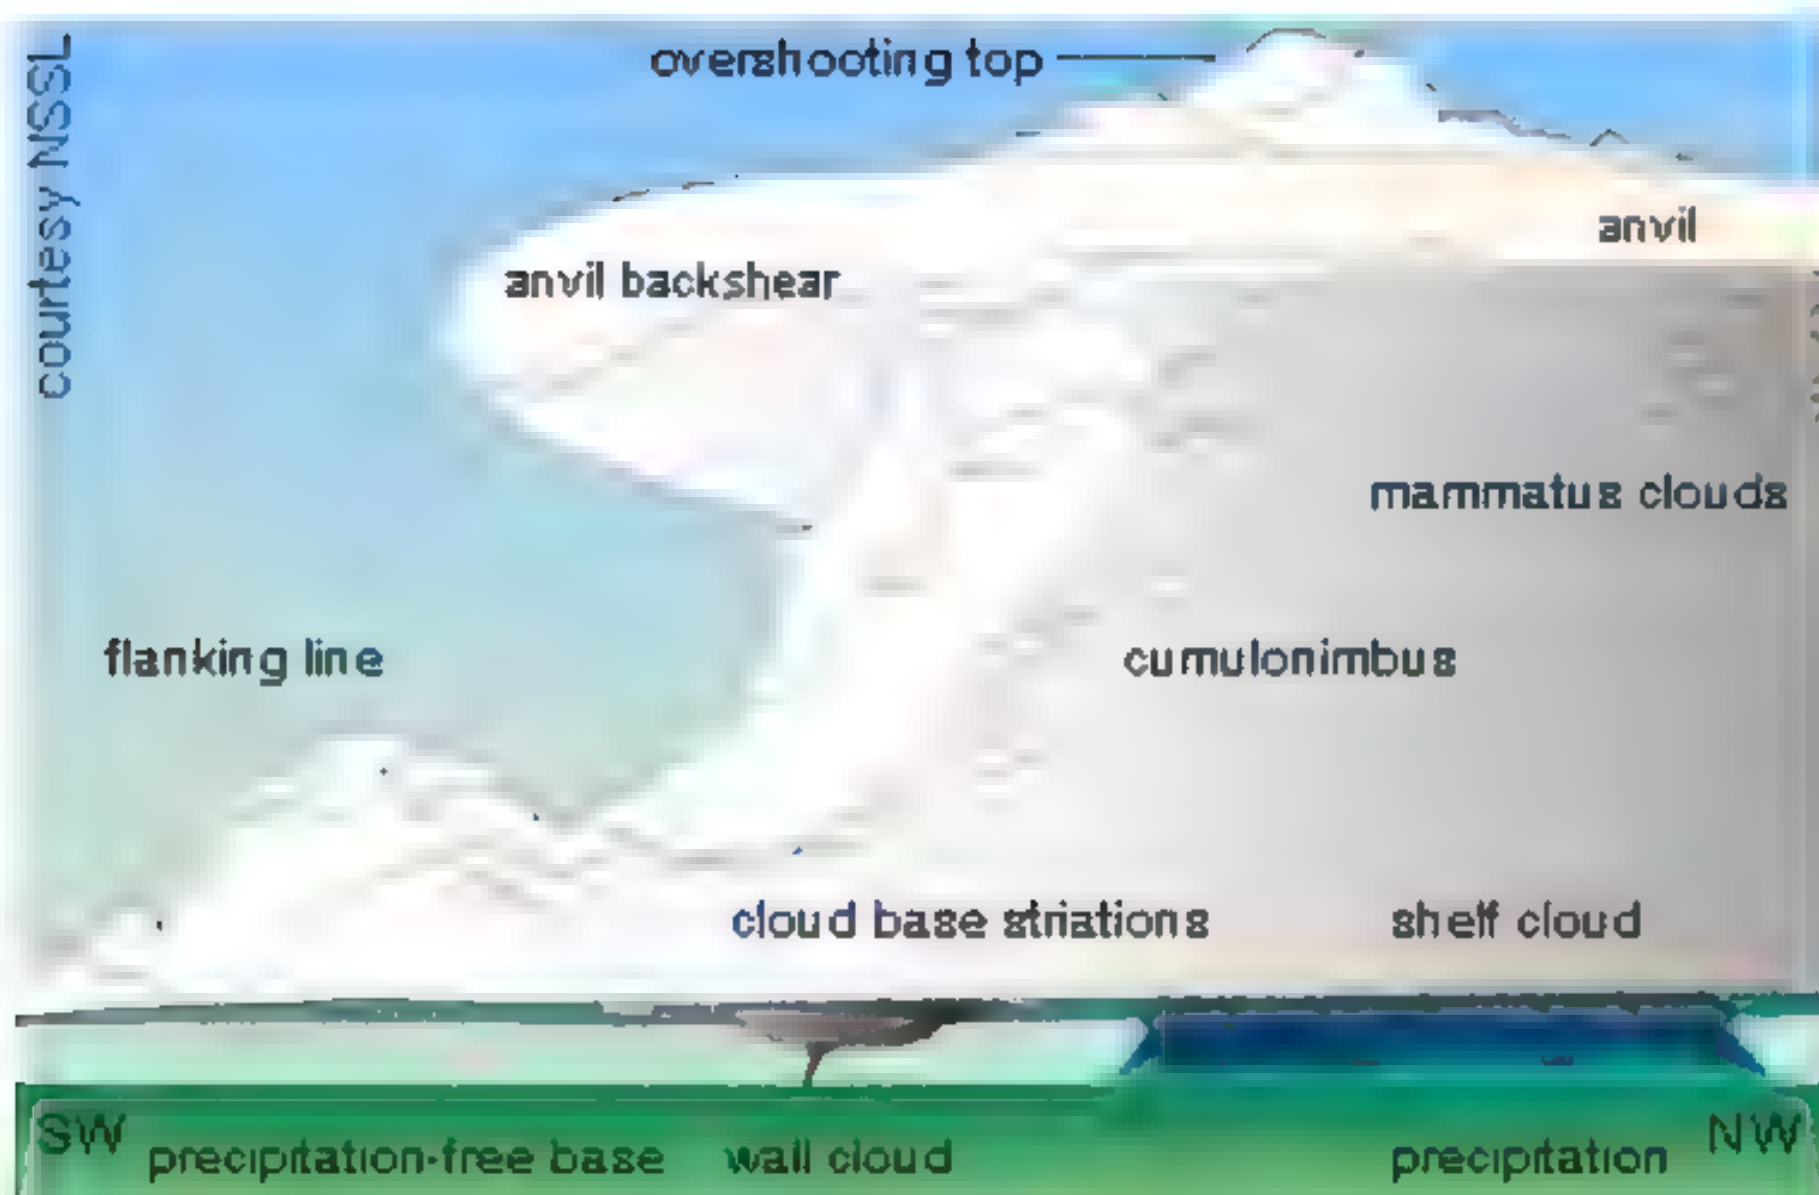 courtesy NSSL
overshooting top
anvil
anvil backshear
mammatus clouds
flanking line
cumulonimbus
cloud base striations
shelf cloud
SW
NW
precipitation-free base
wall cloud
precipitation